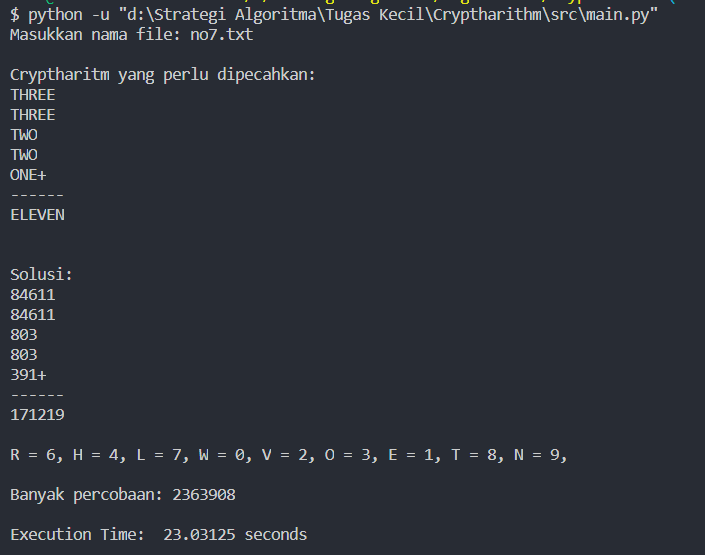 $ python -u "d:\Strategi Algoritma\Tugas Kecil\Cryptharithm\src\main.py"
Masukkan nama file: no7.txt
Cryptharitm yang perlu dipecahkan:
THREE
THREE
TWO
TWO
ONE+
------
ELEVEN
Solusi:
84611
84611
803
803
391+
------
171219
R = 6, H = 4, L = 7, W = 0, V = 2, O = 3, E = 1, T = 8, N = 9,
Banyak percobaan: 2363908
Execution Time:  23.03125 seconds